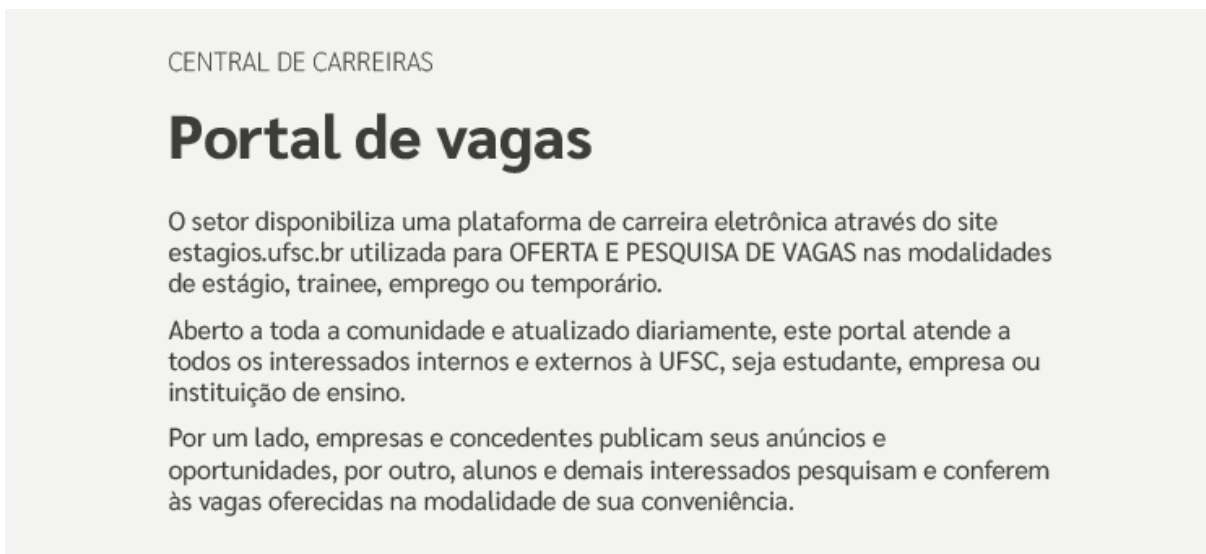 CENTRAL DE CARREIRAS
Portal de vagas
O setor disponibiliza uma plataforma de carreira eletrônica através do site
estagios.ufsc.br utilizada para OFERTA E PESQUISA DE VAGAS nas modalidades
de estágio, trainee, emprego ou temporário.
Aberto a toda a comunidade e atualizado diariamente, este portal atende a
todos os interessados internos e externos à UFSC, seja estudante, empresa ou
instituição de ensino.
Por um lado, empresas e concedentes publicam seus anúncios e
oportunidades, por outro, alunos e demais interessados pesquisam e conferem
às vagas oferecidas na modalidade de sua conveniência.